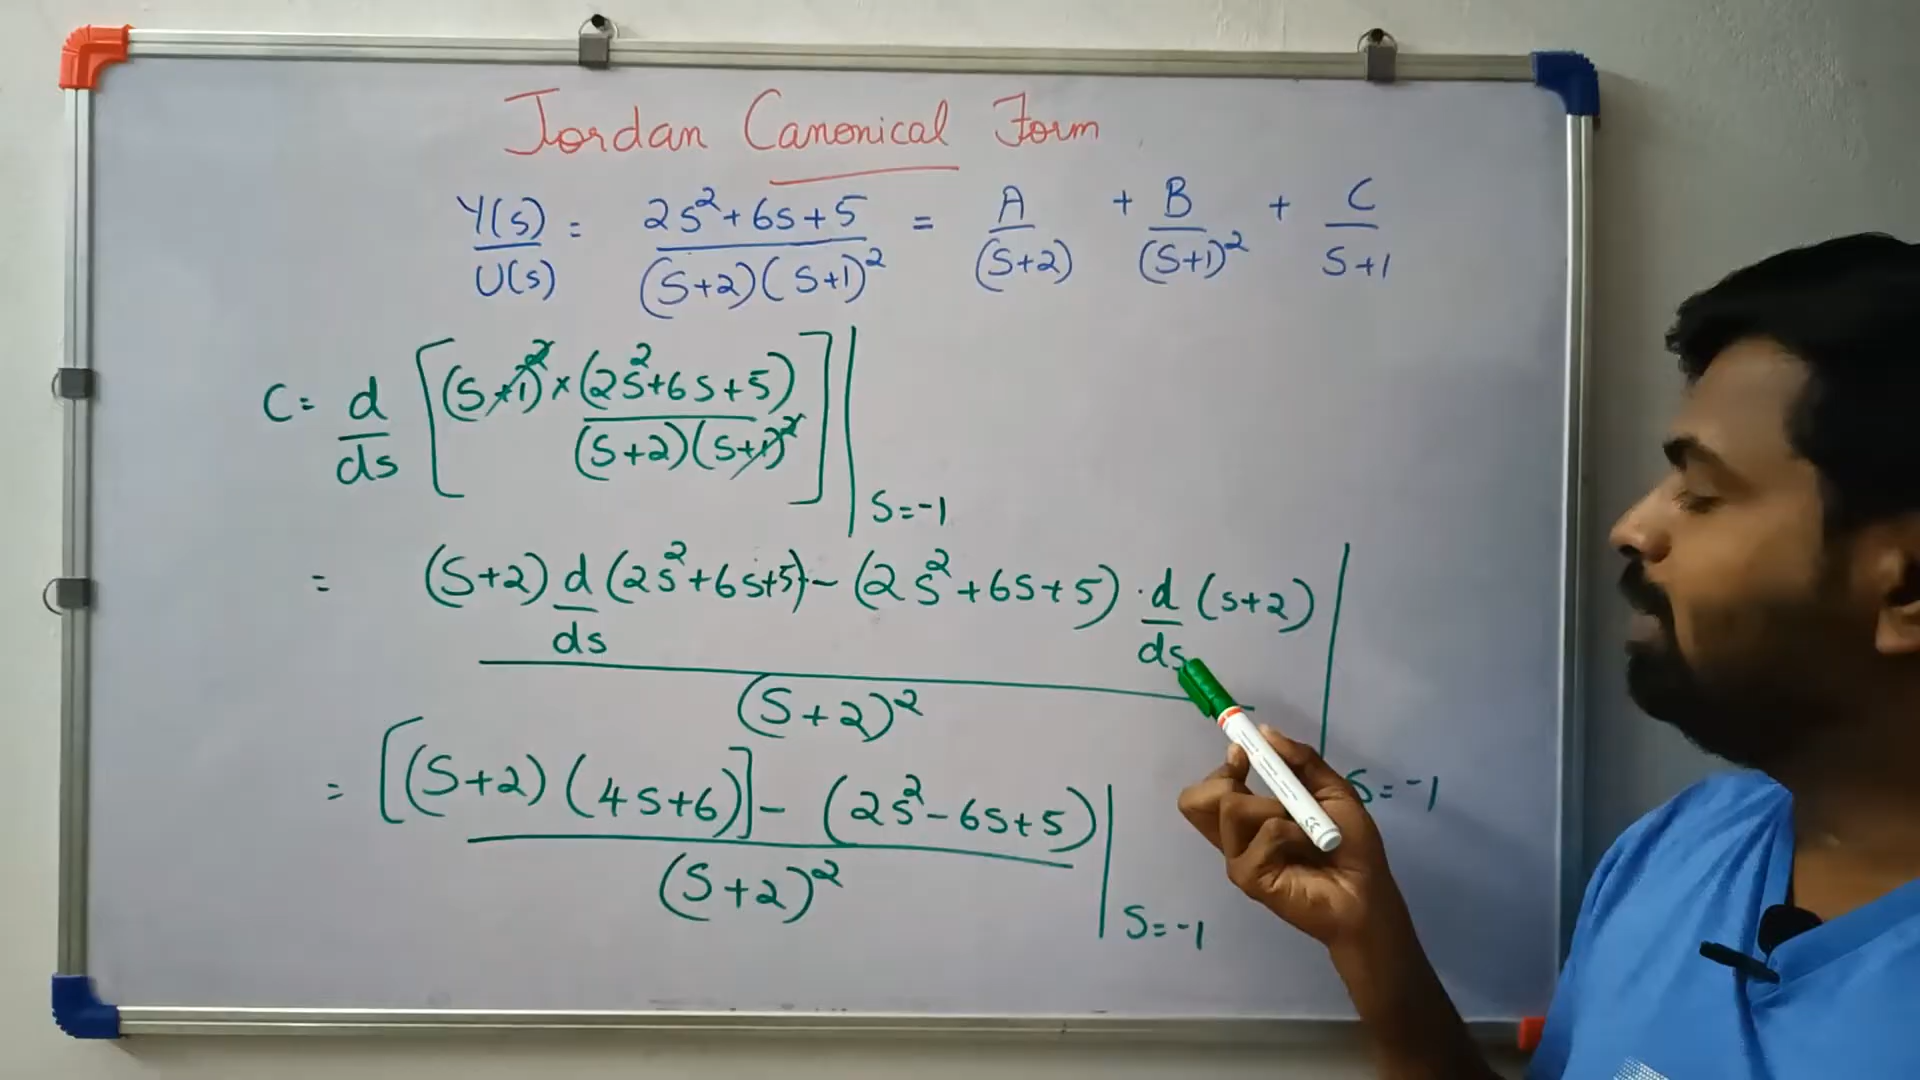 Jordan Canonical Form
Y(s)/U(s) = 2s²+6s+5/(s+2)(s+1)² = A/(s+2) + B/(s+1)² + C/s+1
C = d/ds [(s+1)² × (2s²+6s+5)/(s+2)(s+1)²] | s=-1
= (s+2) d/ds (2s²+6s+5) - (2s²+6s+5) · d/ds (s+2) / (s+2)² | s=-1
= [(s+2)(4s+6)] - (2s²-6s+5) / (s+2)² | s=-1